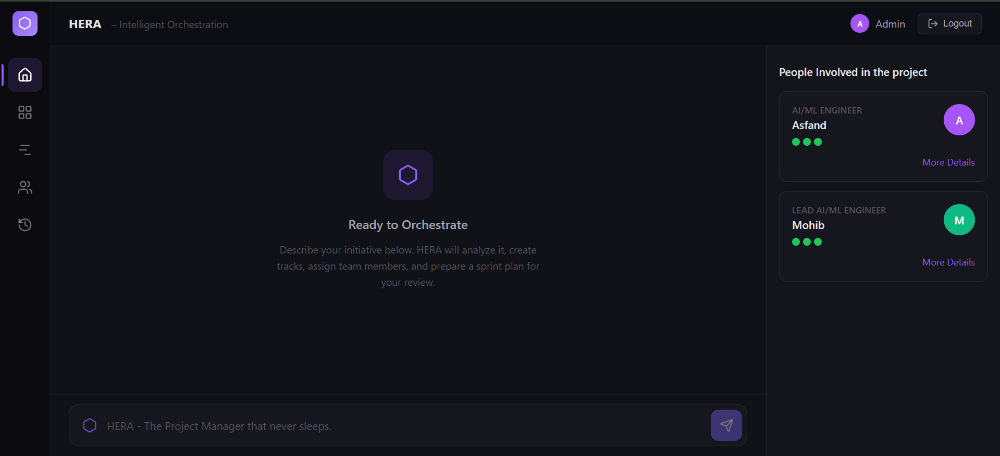 HERA – Intelligent Orchestration
A Admin Logout
Ready to Orchestrate
Describe your initiative below. HERA will analyze it, create
tracks, assign team members, and prepare a sprint plan for
your review.
HERA - The Project Manager that never sleeps.
People Involved in the project
AI/ML ENGINEER
Asfand
A
More Details
LEAD AI/ML ENGINEER
Mohib
M
More Details